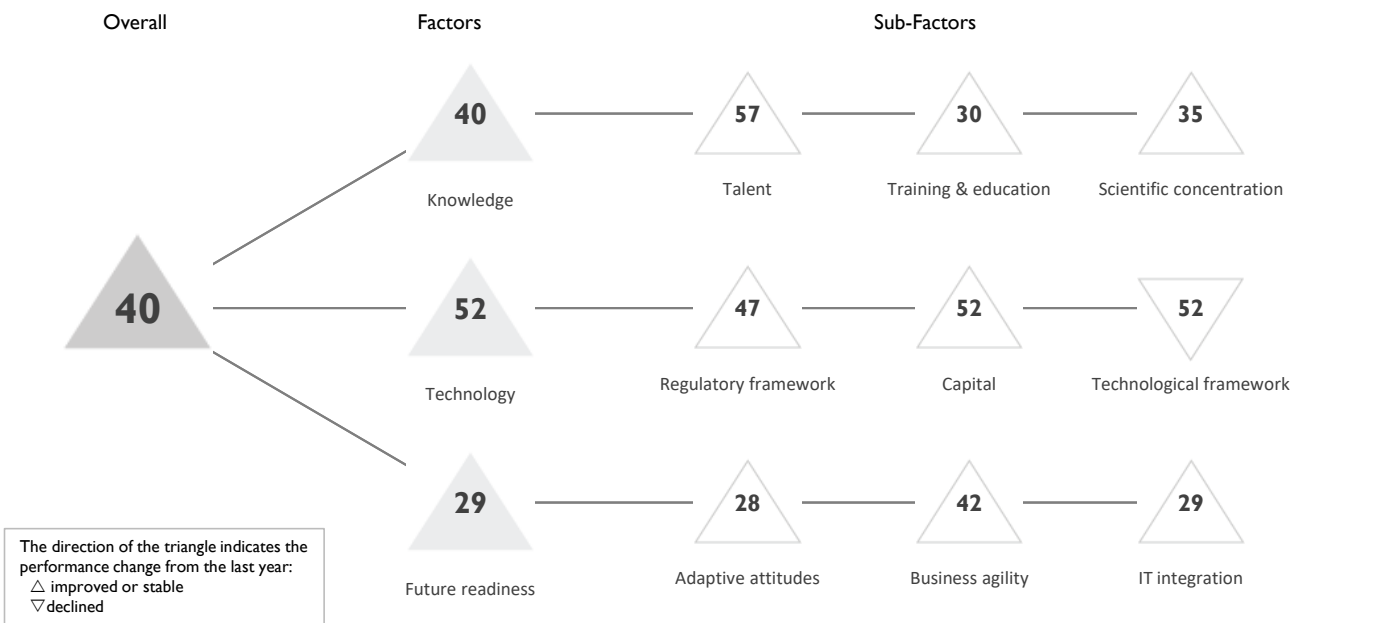 Overall Factors Sub-Factors
40 57 30 35
Knowledge Talent Training & education Scientific concentration
40 52 47 52 52
Technology Regulatory framework Capital Technological framework
29 28 42 29
Future readiness Adaptive attitudes Business agility IT integration
The direction of the triangle indicates the
performance change from the last year:
△ improved or stable
▽ declined